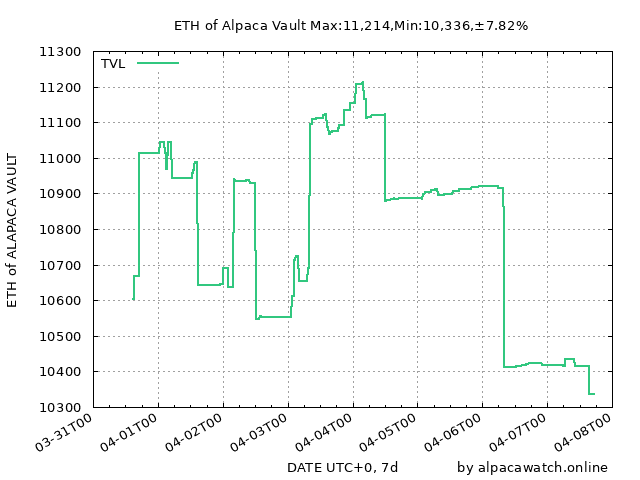 ETH of Alpaca Vault Max:11,214,Min:10,336,±7.82%
TVL
11300
11200
11100
11000
10900
10800
10700
10600
10500
10400
10300
ETH of ALAPACA VAULT
03-31T00
04-01T00
04-02T00
04-03T00
04-04T00
04-05T00
04-06T00
04-07T00
04-08T00
DATE UTC+0, 7d
by alpacawatch.online